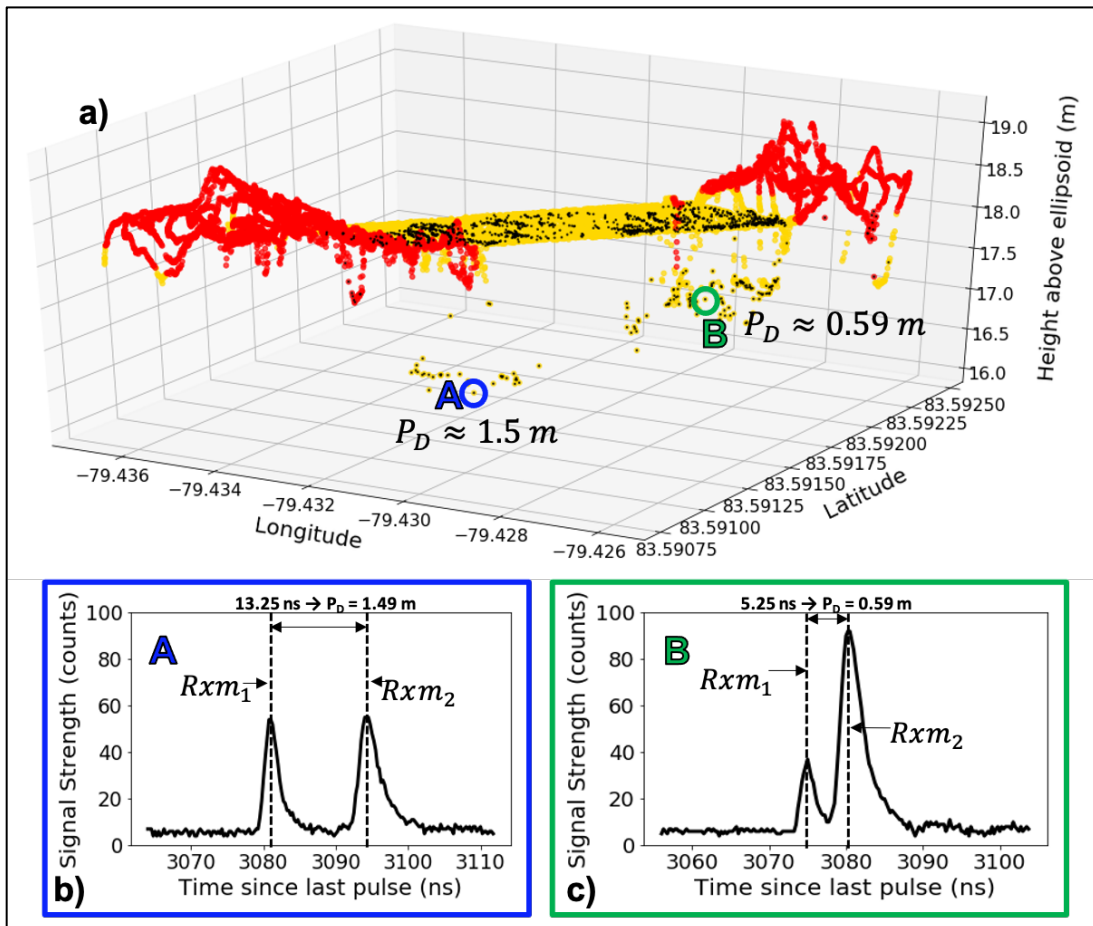 a)
19.0
18.5
18.0
17.5
17.0
16.5
16.0
Height above ellipsoid (m)
B
P_D ≈ 0.59 m
A
P_D ≈ 1.5 m
−79.436
−79.434
−79.432
−79.430
−79.428
−79.426
Longitude
83.59250
83.59225
83.59200
83.59175
83.59150
83.59125
83.59100
83.59075
Latitude
13.25 ns → P_D = 1.49 m
A
Rxm₁
Rxm₂
100
80
60
40
20
0
Signal Strength (counts)
3070 3080 3090 3100 3110
Time since last pulse (ns)
b)
5.25 ns → P_D = 0.59 m
B
Rxm₁
Rxm₂
100
80
60
40
20
0
Signal Strength (counts)
3060 3070 3080 3090 3100
Time since last pulse (ns)
c)